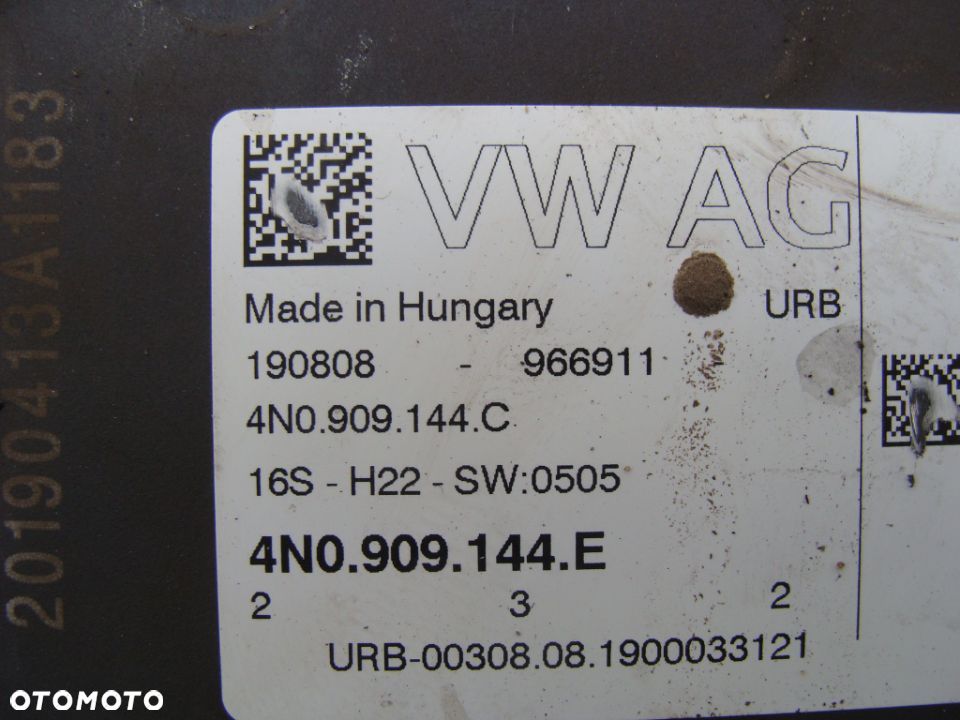 20190413A1183
VW AG
Made in Hungary URB
190808 - 966911
4N0.909.144.C
16S - H22 - SW:0505
4N0.909.144.E
2 3 2
URB-00308.08.1900033121
OTOMOTO